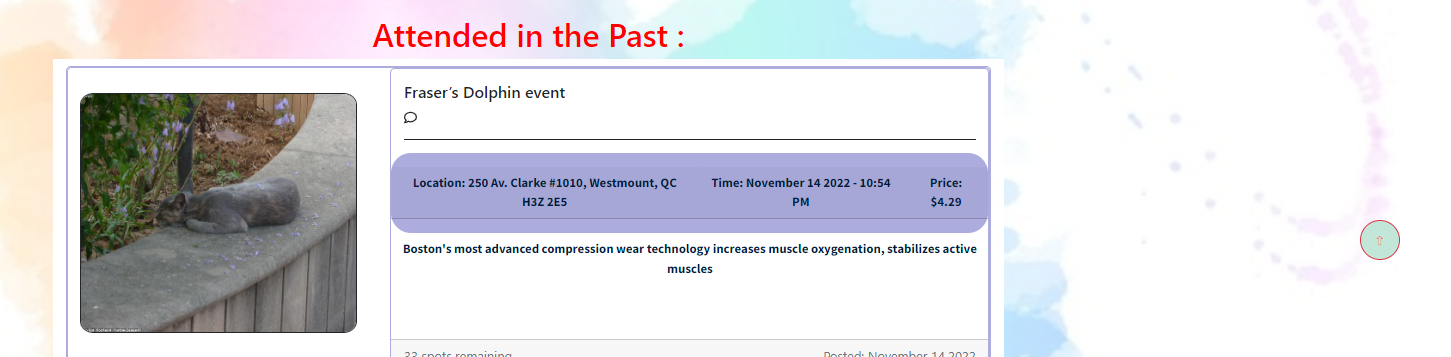 Attended in the Past :
Fraser's Dolphin event
Location: 250 Av. Clarke #1010, Westmount, QC
H3Z 2E5
Time: November 14 2022 - 10:54
PM
Price:
$4.29
Boston's most advanced compression wear technology increases muscle oxygenation, stabilizes active
muscles
33 spots remaining
Posted: November 14 2022